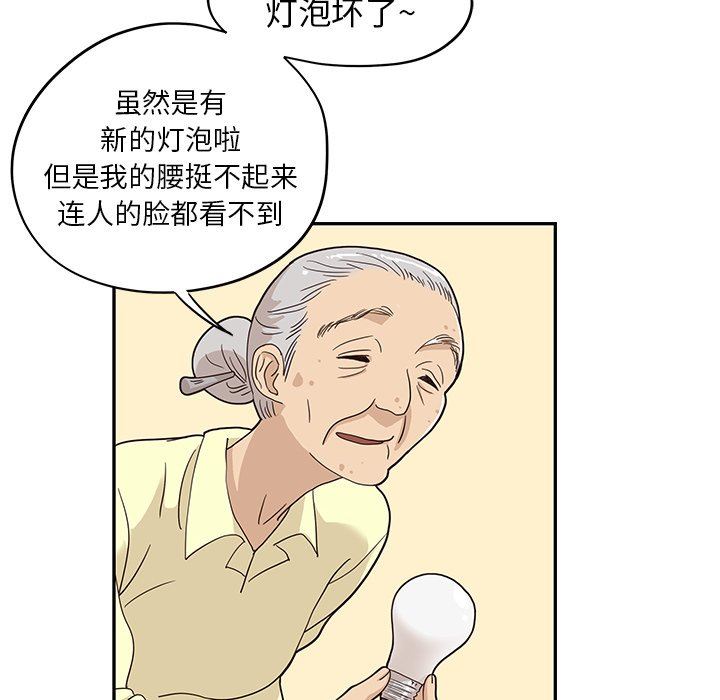 灯泡坏了~
虽然是有
新的灯泡啦
但是我的腰挺不起来
连人的脸都看不到